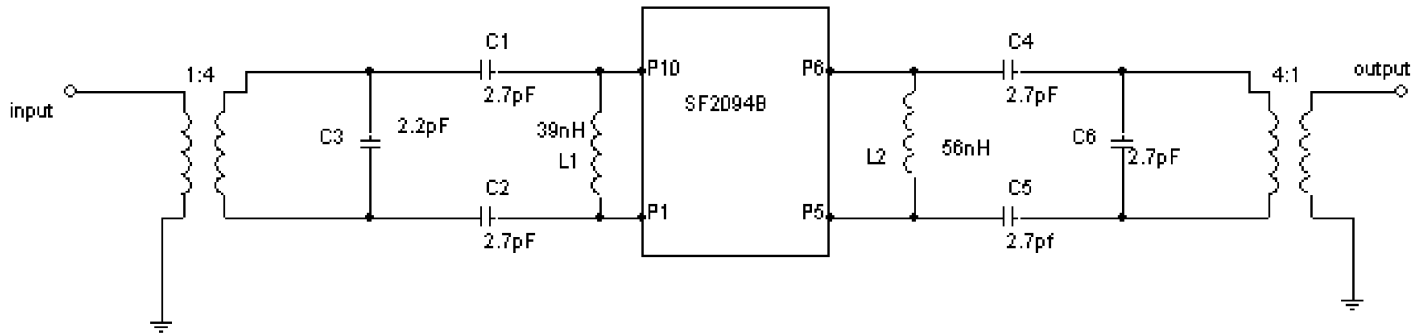 input
1:4
C3
2.2pF
C1
2.7pF
C2
2.7pF
39nH
L1
P10
P1
SF2094B
P6
P5
L2
56nH
C4
2.7pF
C5
2.7pf
C6
2.7pF
4:1
output